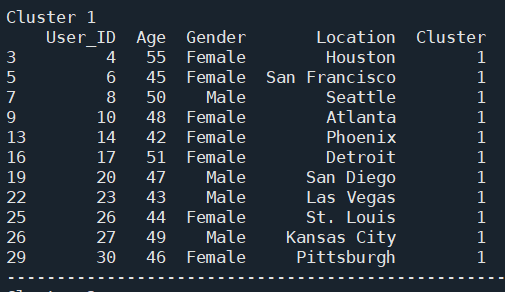 Cluster 1
    User_ID  Age  Gender       Location  Cluster
3         4   55  Female        Houston        1
5         6   45  Female  San Francisco        1
7         8   50    Male        Seattle        1
9        10   48  Female        Atlanta        1
13       14   42  Female        Phoenix        1
16       17   51  Female        Detroit        1
19       20   47    Male      San Diego        1
22       23   43    Male      Las Vegas        1
25       26   44  Female      St. Louis        1
26       27   49    Male    Kansas City        1
29       30   46  Female     Pittsburgh        1
--------------------------------------------------